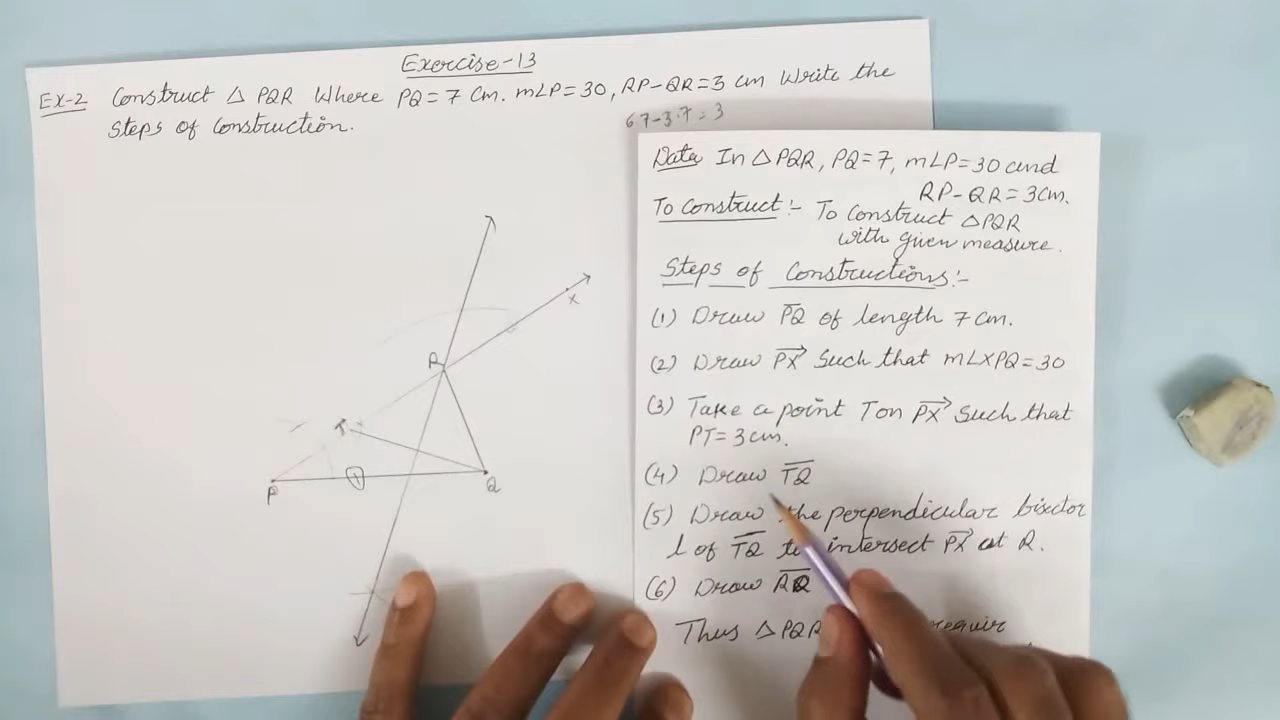 Exercise-13
Ex-2 Construct △ PQR Where PQ = 7 Cm. m∠P = 30, RP-QR = 3 cm Write the
Steps of Construction.
6.7-3.7 = 3
Data In △PQR, PQ = 7, m∠P = 30 and
RP-QR = 3cm.
To Construct :- To Construct △PQR
with given measure.
Steps of Constructions :-
(1) Draw P̅Q̅ of length 7 cm.
(2) Draw PX→ Such that m∠XPQ = 30
(3) Take a point T on PX→ Such that
PT = 3 cm.
(4) Draw T̅Q̅
(5) Draw the perpendicular bisector
l of T̅Q̅ to intersect PX→ at R.
(6) Draw R̅Q̅
Thus △PQR requir
X
R
T
P
Q